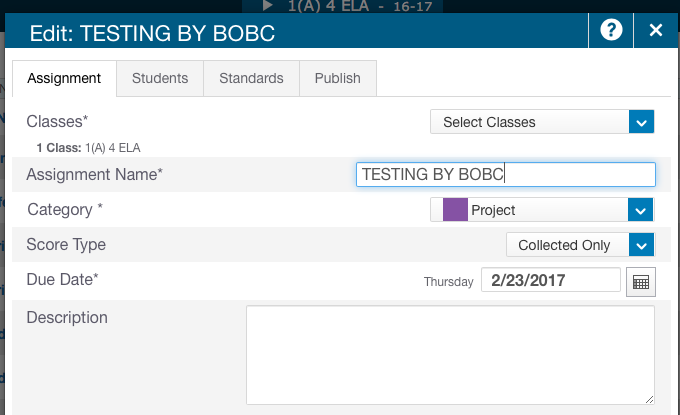 1(A) 4 ELA - 16-17
Edit: TESTING BY BOBC
?
×
Assignment Students Standards Publish
Classes* Select Classes
1 Class: 1(A) 4 ELA
Assignment Name* TESTING BY BOBC
Category * Project
Score Type Collected Only
Due Date* Thursday 2/23/2017
Description